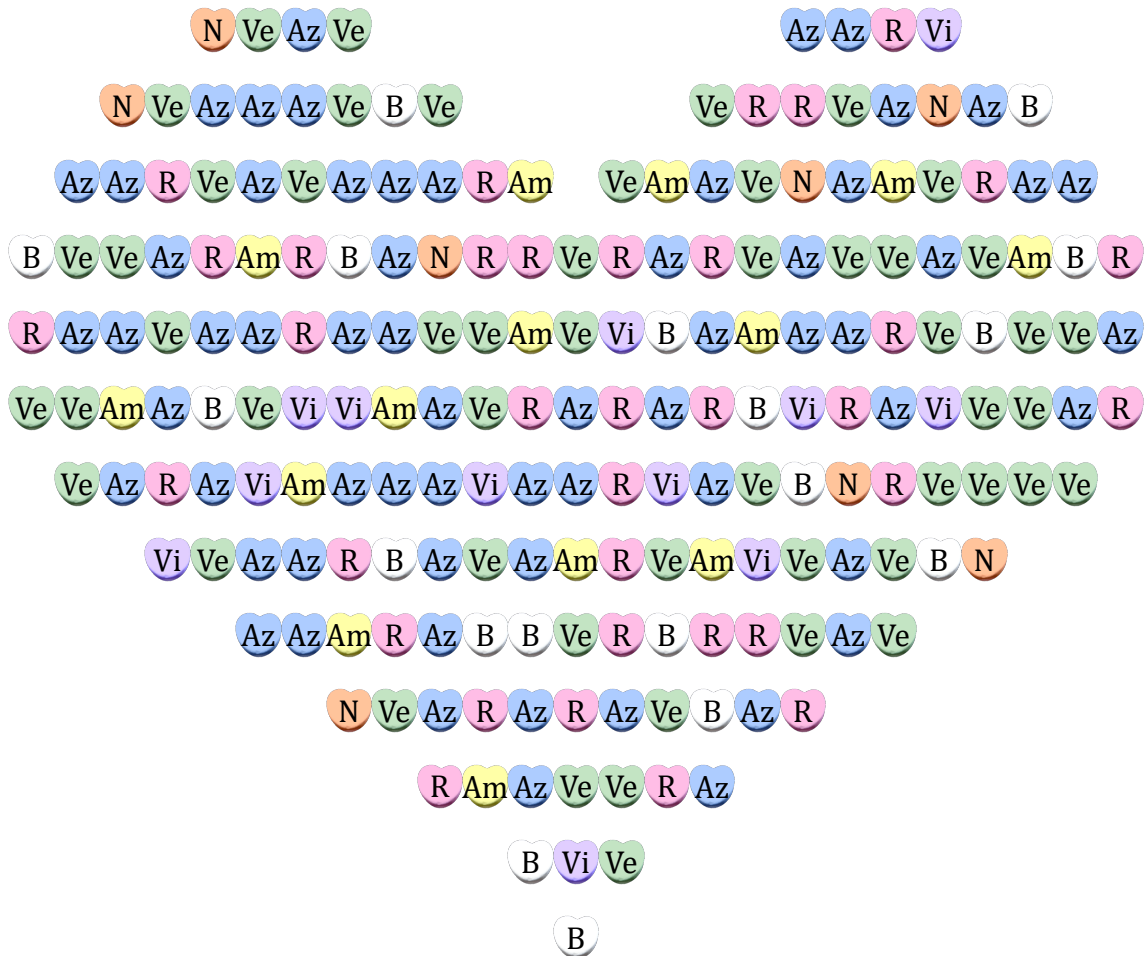 N Ve Az Ve Az Az R Vi
N Ve Az Az Az Ve B Ve Ve R R Ve Az N Az B
Az Az R Ve Az Ve Az Az Az R Am Ve Am Az Ve N Az Am Ve R Az Az
B Ve Ve Az R Am R B Az N R R Ve R Az R Ve Az Ve Ve Az Ve Am B R
R Az Az Ve Az Az R Az Az Ve Ve Am Ve Vi B Az Am Az Az R Ve B Ve Ve Az
Ve Ve Am Az B Ve Vi Vi Am Az Ve R Az R Az R B Vi R Az Vi Ve Ve Az R
Ve Az R Az Vi Am Az Az Az Vi Az Az R Vi Az Ve B N R Ve Ve Ve Ve
Vi Ve Az Az R B Az Ve Az Am R Ve Am Vi Ve Az Ve B N
Az Az Am R Az B B Ve R B R R Ve Az Ve
N Ve Az R Az R Az Ve B Az R
R Am Az Ve Ve R Az
B Vi Ve
B